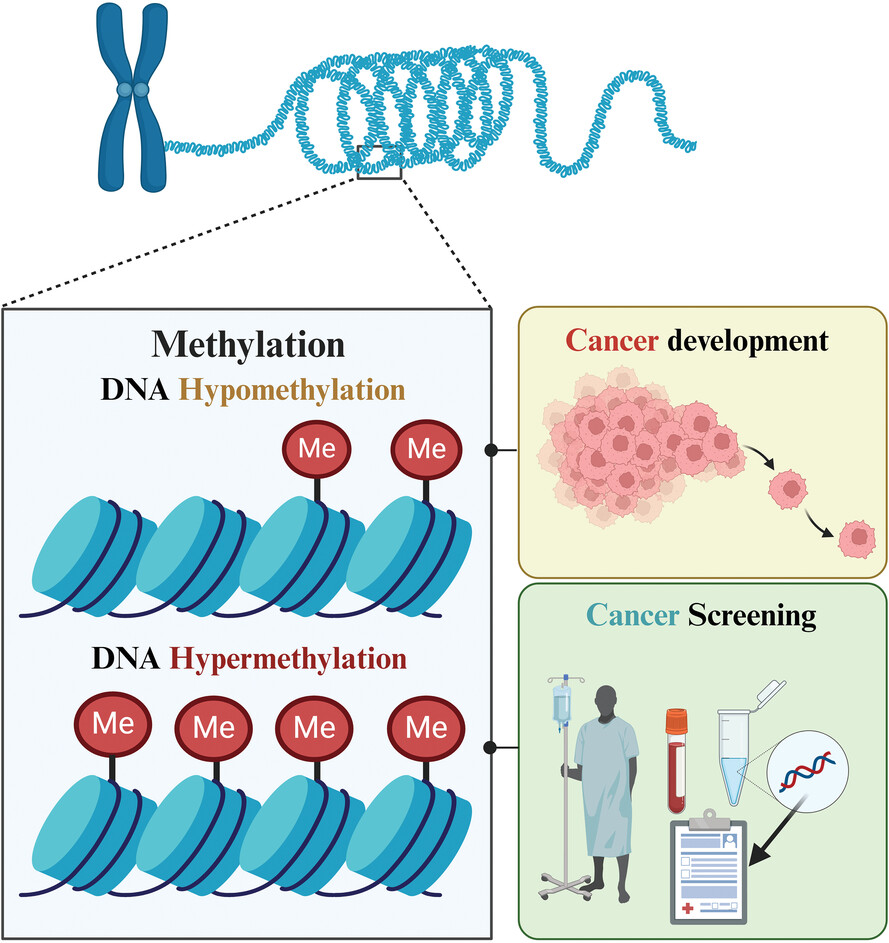 Methylation
DNA Hypomethylation
Me Me
DNA Hypermethylation
Me Me Me Me
Cancer development
Cancer Screening